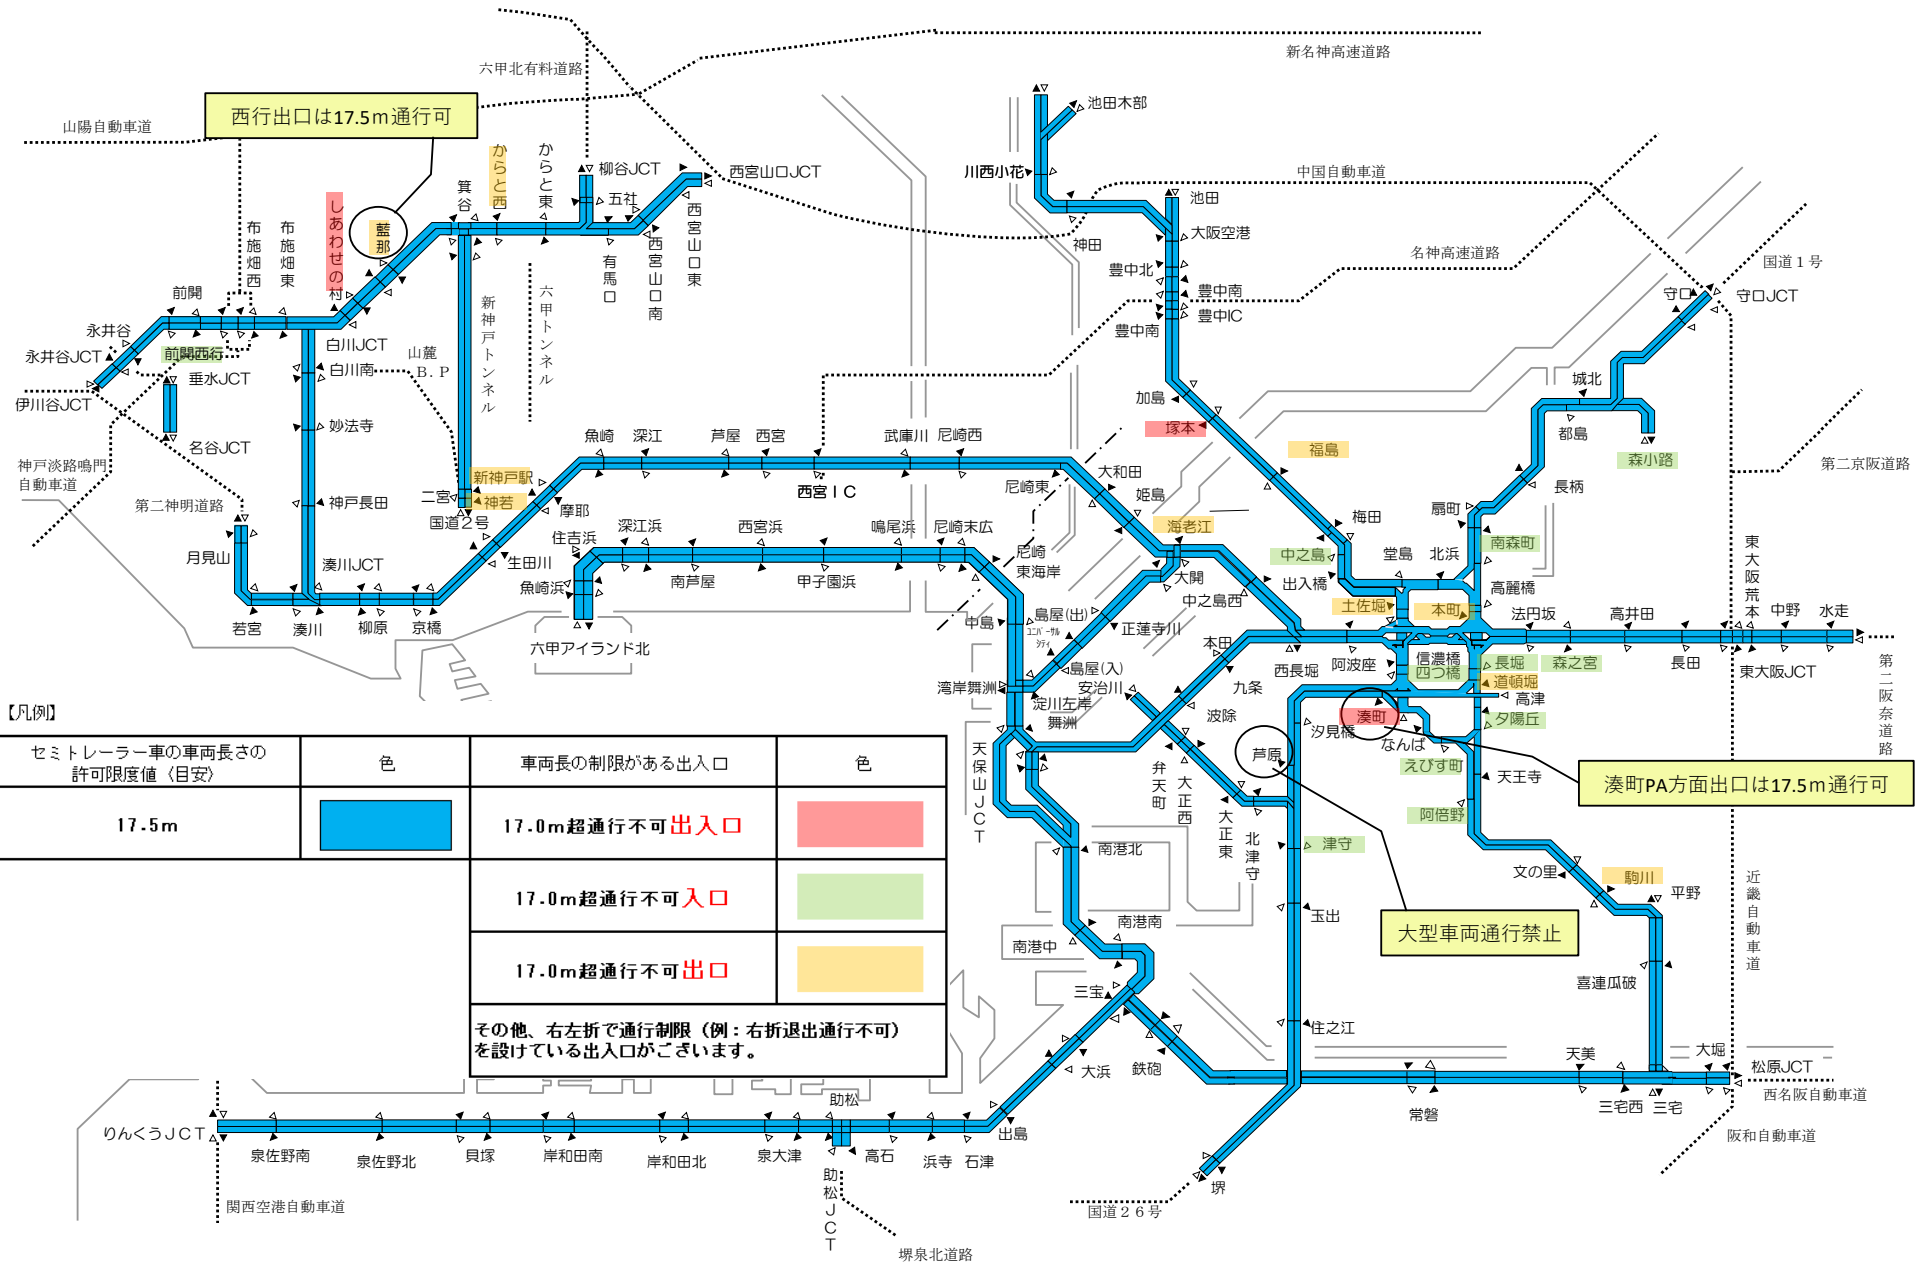 新名神高速道路
六甲北有料道路
西行出口は17.5ｍ通行可
山陽自動車道
池田木部
からと西
からと東
柳谷JCT
西宮山口JCT
川西小花
中国自動車道
箕谷
五社
池田
しあわせの村
藍那
布施畑西
布施畑東
西宮山口東
西宮山口南
有馬口
神田
大阪空港
名神高速道路
国道１号
豊中北
豊中南
豊中IC
豊中南
守口
守口JCT
前開
新神戸トンネル
六甲トンネル
永井谷
永井谷JCT
前開西行
白川JCT
白川南
山麓
B．P
垂水JCT
伊川谷JCT
加島
城北
塚本
都島
妙法寺
魚崎
深江
芦屋
西宮
武庫川
尼崎西
福島
名谷JCT
森小路
第二京阪道路
神戸淡路鳴門
自動車道
新神戸駅
大和田
尼崎東
西宮ＩＣ
姫島
長柄
二宮
神若
神戸長田
第二神明道路
国道２号
摩耶
扇町
梅田
海老江
深江浜
西宮浜
鳴尾浜
尼崎末広
住吉浜
月見山
湊川JCT
生田川
尼崎
東海岸
中之島
堂島
北浜
南森町
東大阪荒本
魚崎浜
南芦屋
甲子園浜
大開
出入橋
高麗橋
中之島西
土佐堀
本町
法円坂
高井田
中野
水走
若宮
湊川
柳原
京橋
中島
島屋(出)
ユニバーサル
シティ
正蓮寺川
六甲アイランド北
本田
西長堀
阿波座
信濃橋
四つ橋
長堀
森之宮
長田
東大阪JCT
第二阪奈道路
島屋(入)
安治川
湾岸舞洲
淀川左岸
舞洲
九条
道頓堀
高津
波除
湊町
汐見橋
なんば
夕陽丘
【凡例】
セミトレーラー車の車両長さの
許可限度値（目安）
色
車両長の制限がある出入口
色
天保山JCT
弁天町
大正西
芦原
えびす町
天王寺
湊町PA方面出口は17.5ｍ通行可
17.5m
17.0m超通行不可出入口
大正東
北津守
津守
阿倍野
南港北
文の里
駒川
平野
近畿自動車道
17.0m超通行不可入口
玉出
大型車両通行禁止
南港南
南港中
17.0m超通行不可出口
喜連瓜破
三宝
その他、右左折で通行制限（例：右折退出通行不可）
を設けている出入口がございます。
住之江
大浜
鉄砲
天美
大堀
松原JCT
西名阪自動車道
常磐
三宅西
三宅
阪和自動車道
助松
りんくうＪＣＴ
出島
泉佐野南
泉佐野北
貝塚
岸和田南
岸和田北
泉大津
高石
浜寺
石津
助松JCT
堺
国道２６号
関西空港自動車道
堺泉北道路